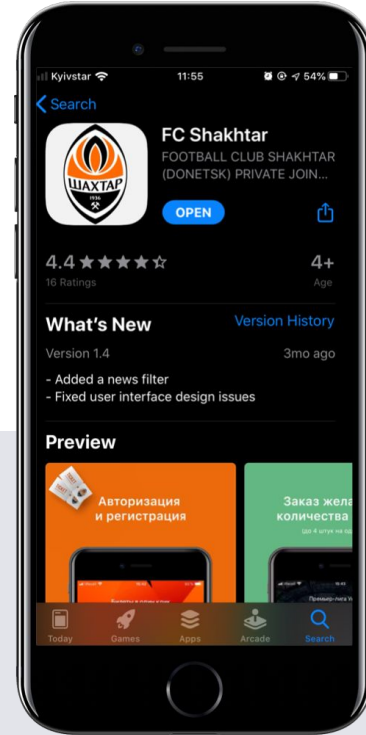 Kyivstar 11:55 54%
Search
ШАХТАР
1936
FC Shakhtar
FOOTBALL CLUB SHAKHTAR
(DONETSK) PRIVATE JOIN...
OPEN
4.4 4+
16 Ratings Age
What's New Version History
Version 1.4 3mo ago
- Added a news filter
- Fixed user interface design issues
Preview
Авторизация
и регистрация
Заказ жела
количества
Премьер-лига
Today Games Apps Arcade Search